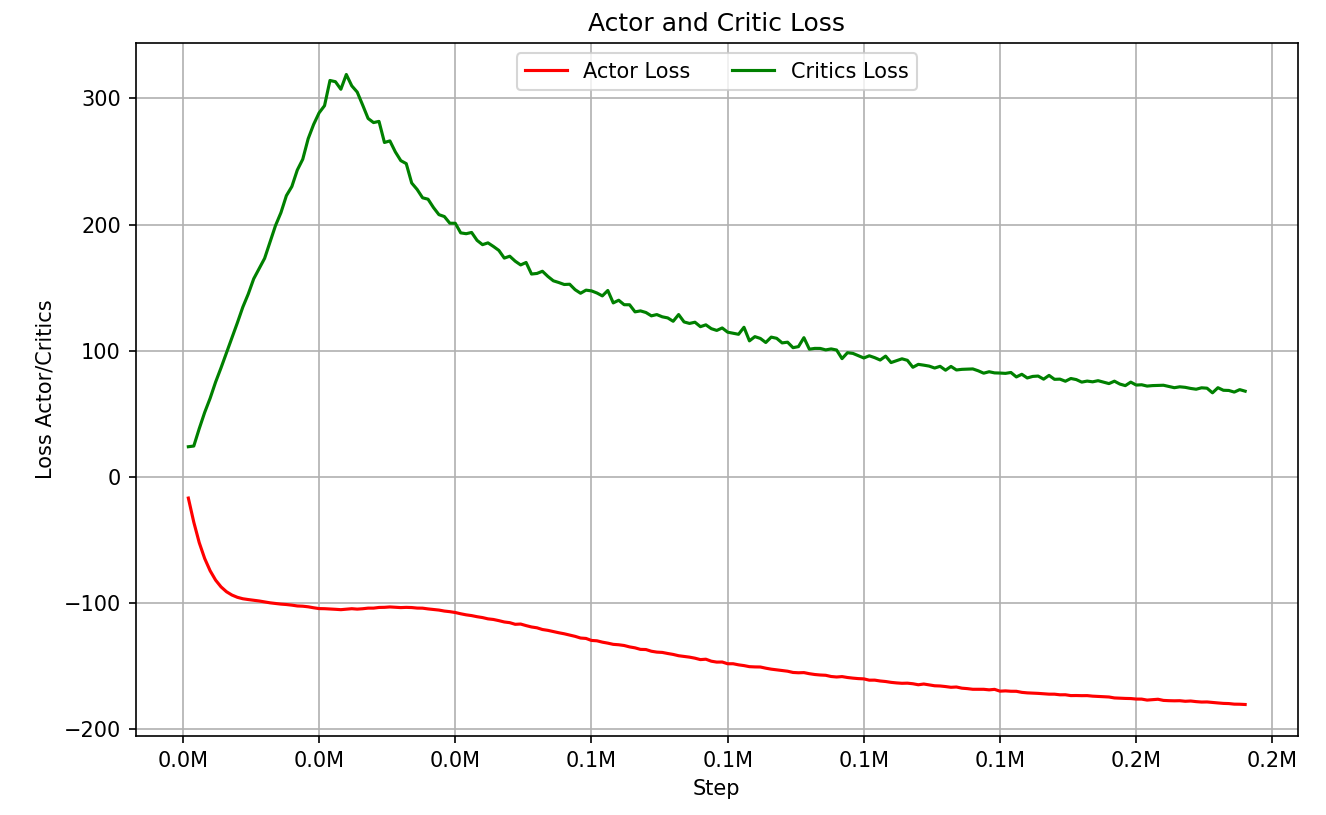 Actor and Critic Loss
Actor Loss
Critics Loss
300
200
100
0
−100
−200
Loss Actor/Critics
0.0M
0.0M
0.0M
0.1M
0.1M
0.1M
0.1M
0.2M
0.2M
Step